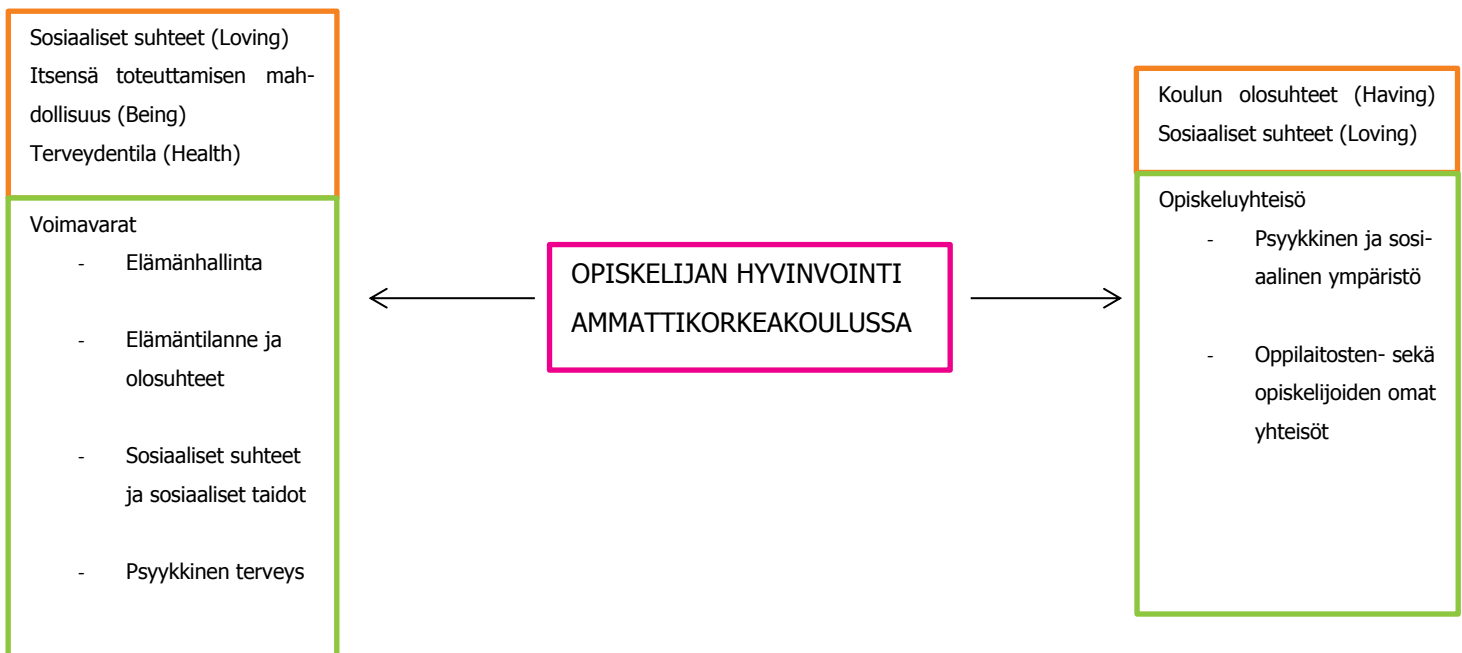 Sosiaaliset suhteet (Loving)
Itsensä toteuttamisen mah-
dollisuus (Being)
Terveydentila (Health)
Voimavarat
- Elämänhallinta
- Elämäntilanne ja
olosuhteet
- Sosiaaliset suhteet
ja sosiaaliset taidot
- Psyykkinen terveys
OPISKELIJAN HYVINVOINTI
AMMATTIKORKEAKOULUSSA
Koulun olosuhteet (Having)
Sosiaaliset suhteet (Loving)
Opiskeluyhteisö
- Psyykkinen ja sosi-
aalinen ympäristö
- Oppilaitosten- sekä
opiskelijoiden omat
yhteisöt